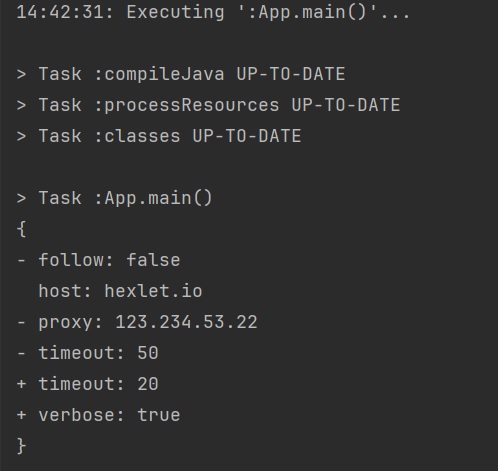 14:42:31: Executing ':App.main()'...
> Task :compileJava UP-TO-DATE
> Task :processResources UP-TO-DATE
> Task :classes UP-TO-DATE
> Task :App.main()
{
- follow: false
  host: hexlet.io
- proxy: 123.234.53.22
- timeout: 50
+ timeout: 20
+ verbose: true
}